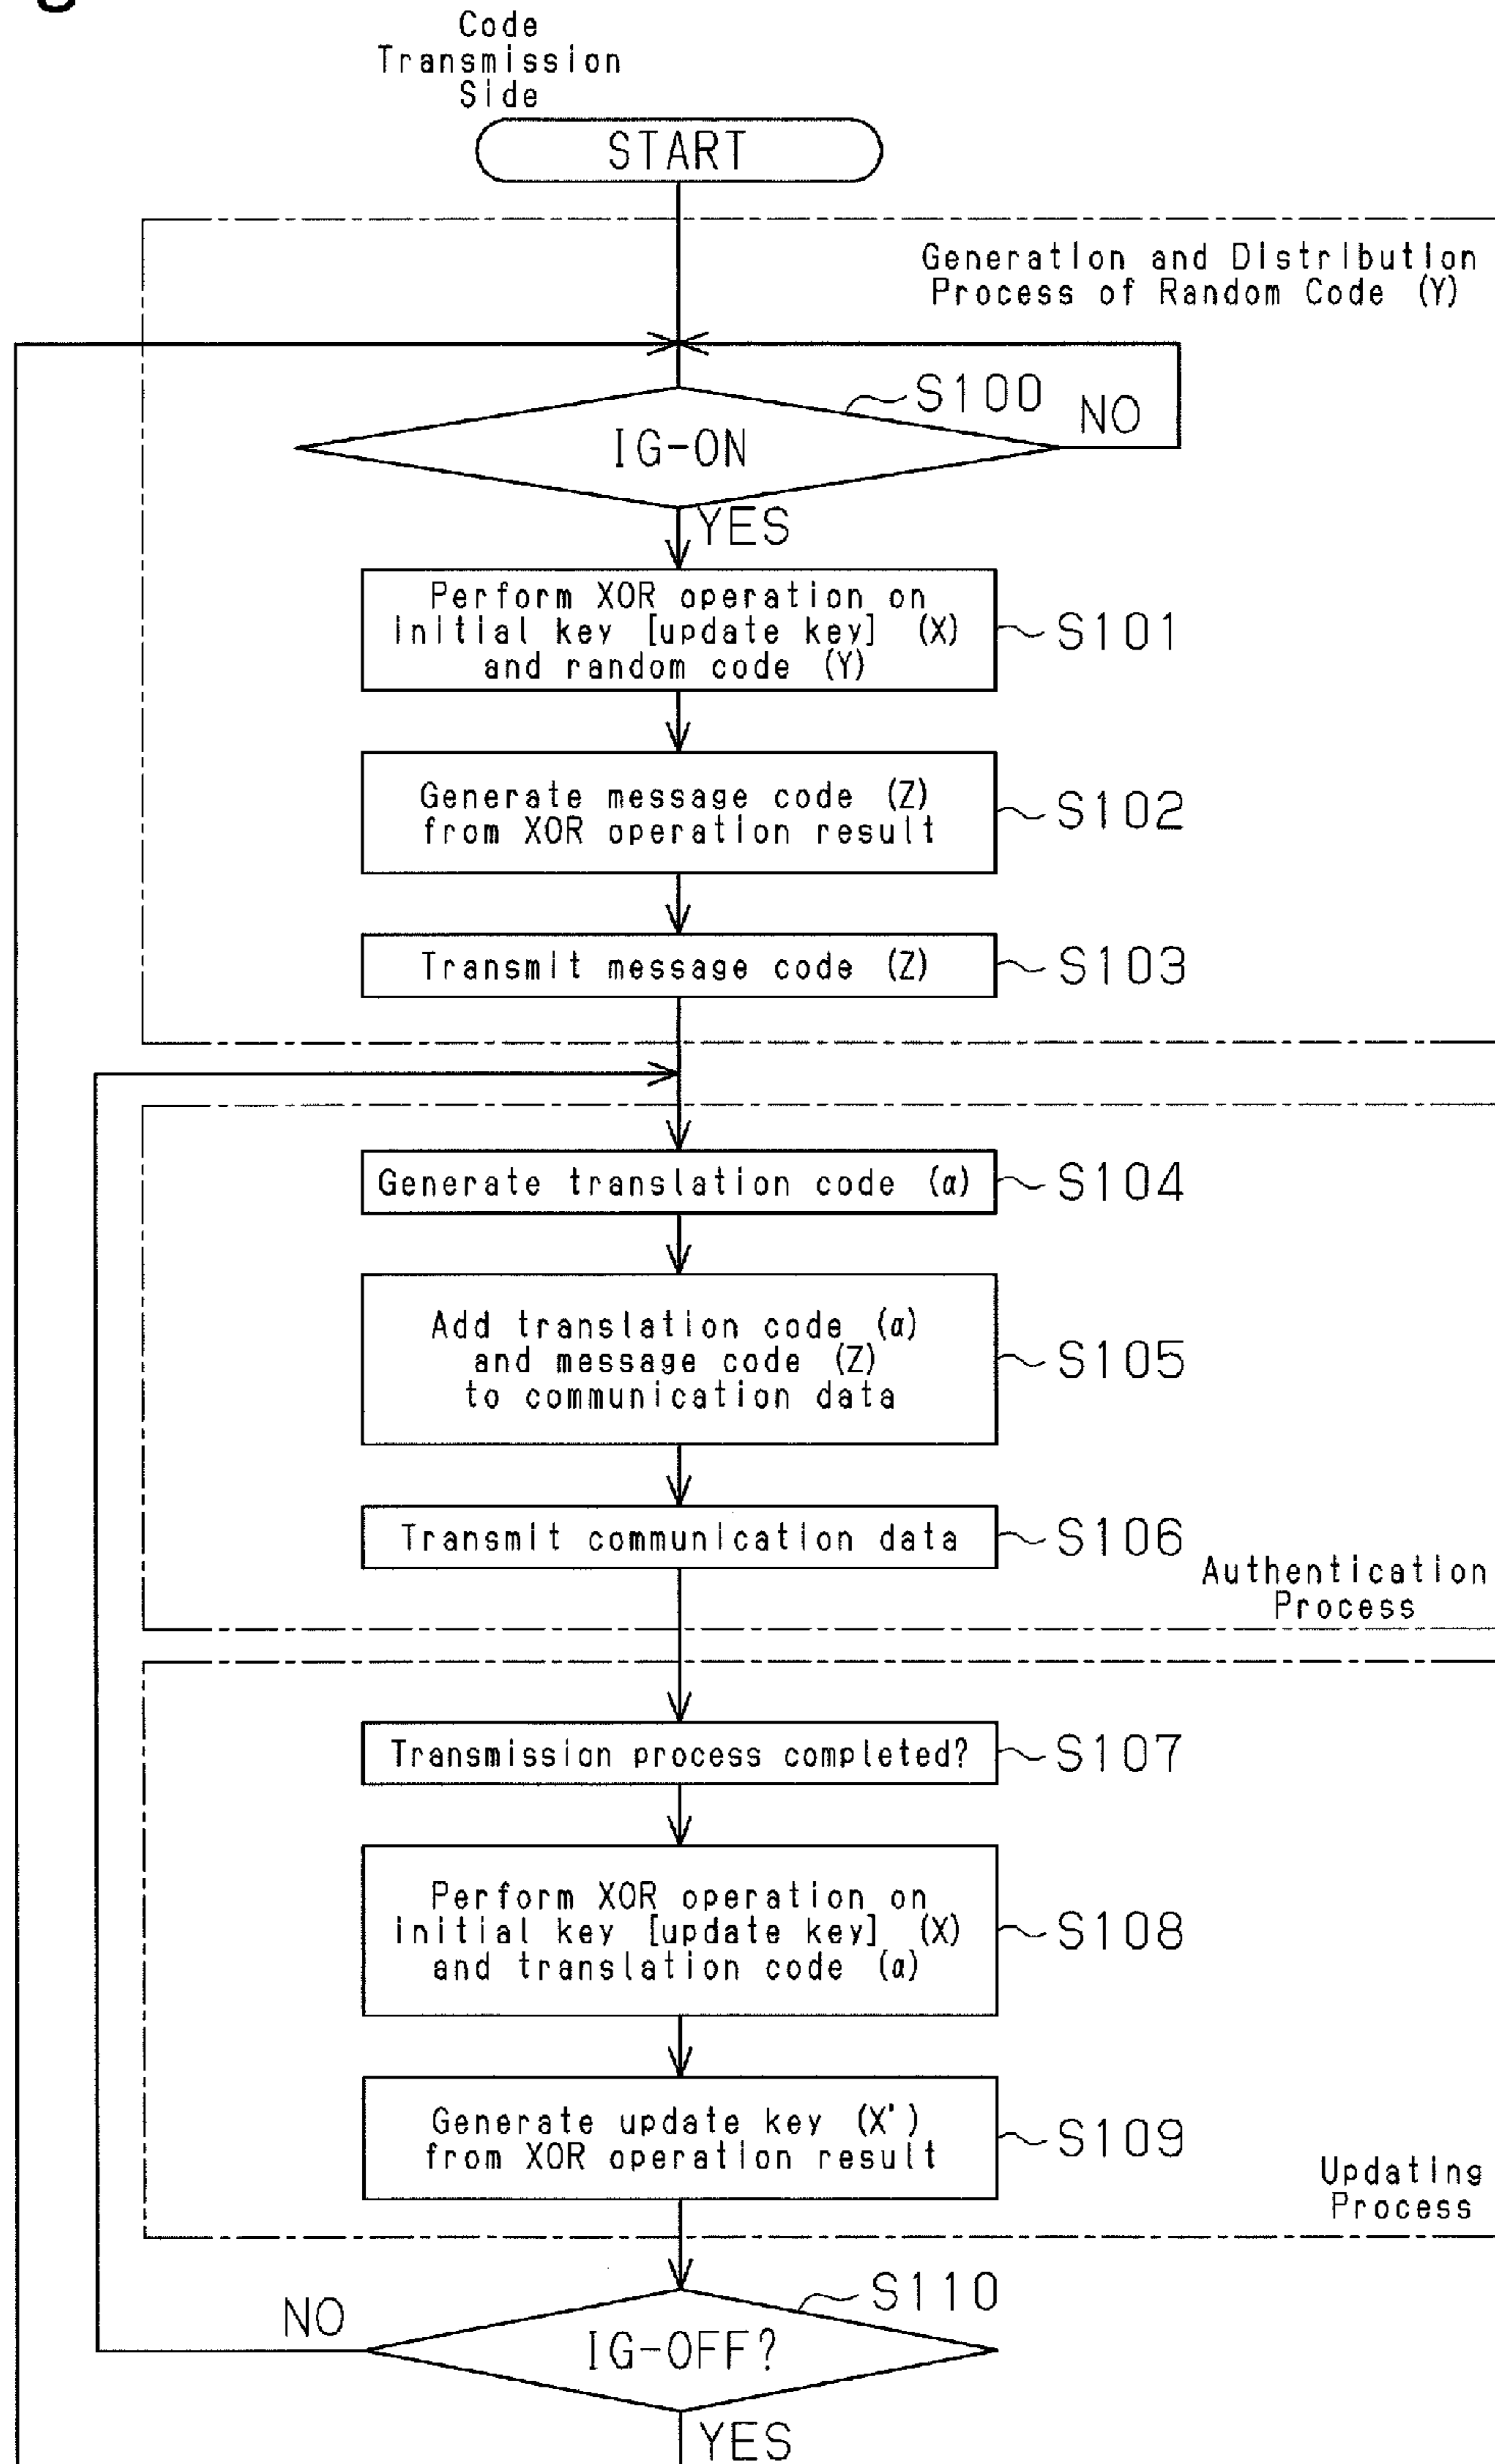 Code
Transmission
Side
START
Generation and Distribution
Process of Random Code (Y)
S100
NO
IG-ON
YES
Perform XOR operation on
initial key [update key] (X)
and random code (Y)
S101
Generate message code (Z)
from XOR operation result
S102
Transmit message code (Z)
S103
Generate translation code (α)
S104
Add translation code (α)
and message code (Z)
to communication data
S105
Transmit communication data
S106
Authentication
Process
Transmission process completed?
S107
Perform XOR operation on
initial key [update key] (X)
and translation code (α)
S108
Generate update key (X')
from XOR operation result
S109
Updating
Process
S110
NO
IG-OFF?
YES